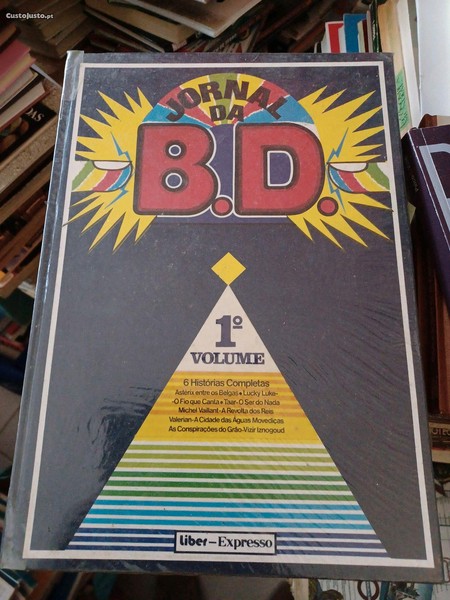 CustoJusto.pt
JORNAL
DA
B.D.
1º
VOLUME
6 Histórias Completas
Astérix entre os Belgas • Lucky Luke-
-O Fio que Canta • Taar-O Ser do Nada
Michel Vaillant-A Revolta dos Reis
Valerian-A Cidade das Águas Movediças
As Conspirações do Grão-Vizir Iznogoud
Liber-Expresso